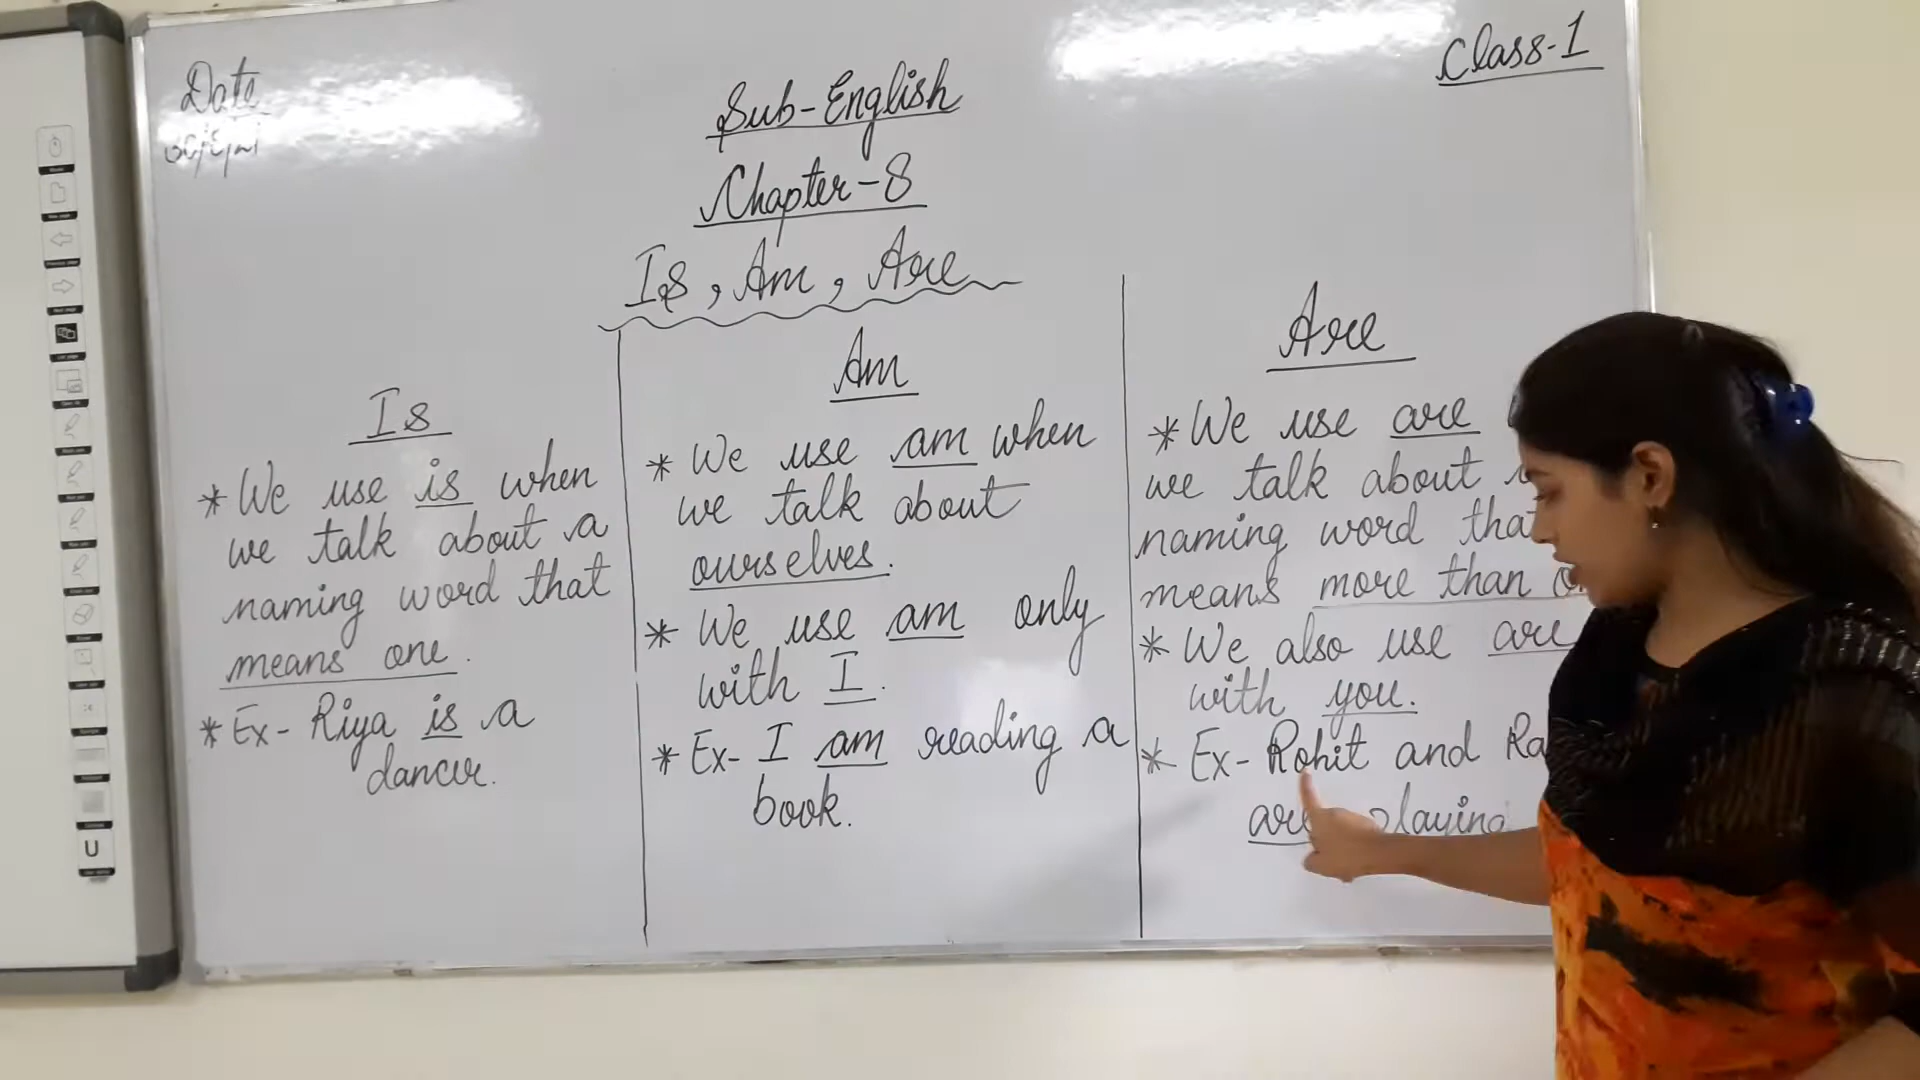 Date
Class-1
Sub-English
Chapter-8
Is, Am, Are
Is
* We use is when
we talk about a
naming word that
means one.
* Ex- Riya is a
dancer.
Am
* We use am when
we talk about
ourselves.
* We use am only
with I.
* Ex- I am reading a
book.
Are
* We use are
we talk about
naming word
means more than
* We also use are
with you.
* Ex- Rohit and
are playing
U